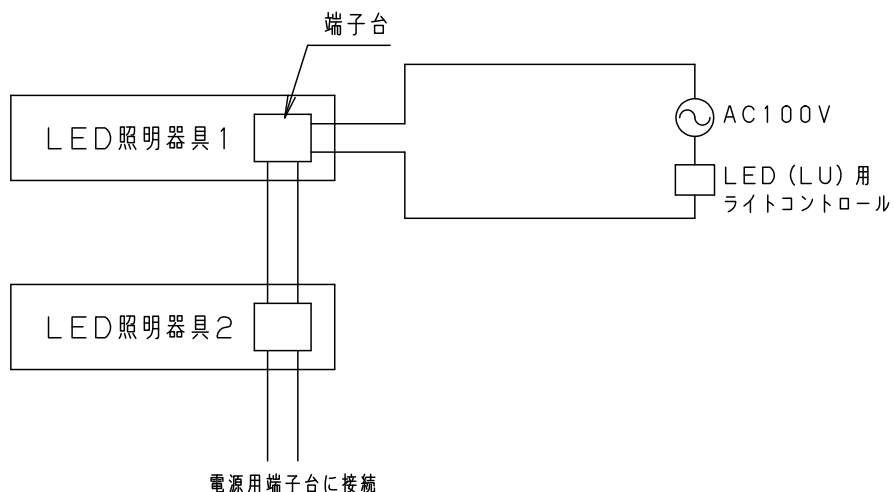 端子台
LED照明器具1
AC100V
LED(LU)用
ライトコントロール
LED照明器具2
電源用端子台に接続